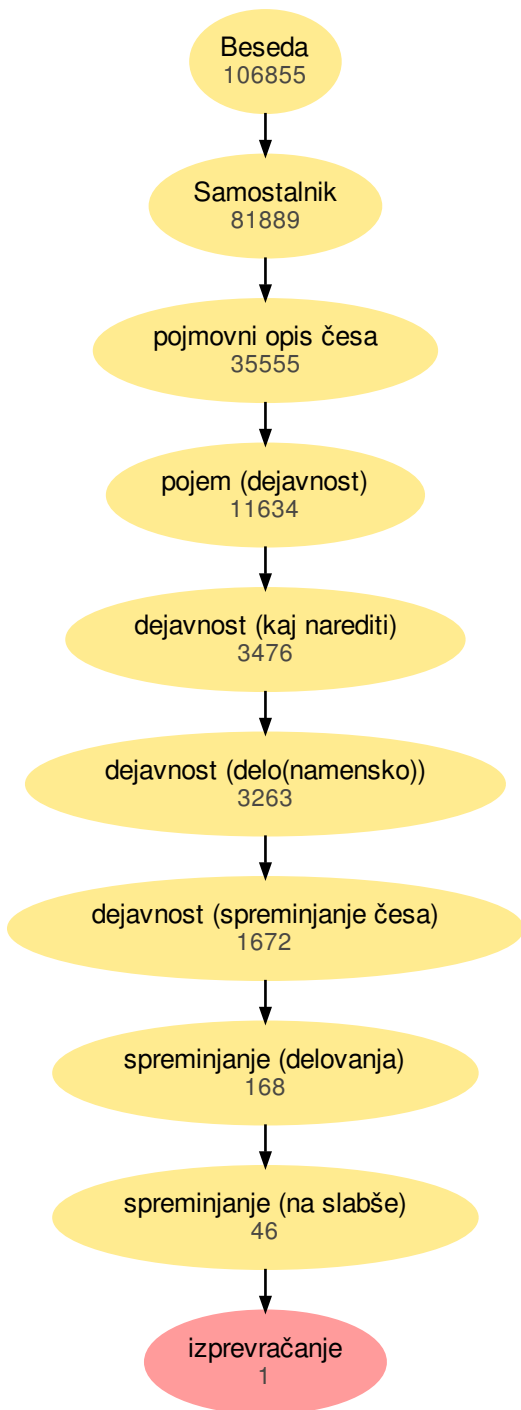 Beseda
106855
Samostalnik
81889
pojmovni opis česa
35555
pojem (dejavnost)
11634
dejavnost (kaj narediti)
3476
dejavnost (delo(namensko))
3263
dejavnost (spreminjanje česa)
1672
spreminjanje (delovanja)
168
spreminjanje (na slabše)
46
izprevračanje
1